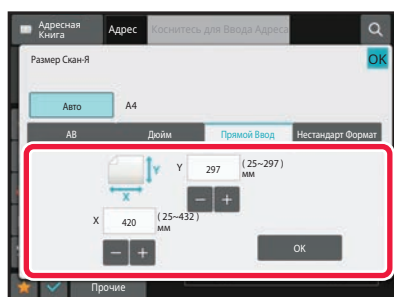 Адресная
Книга
Адрес
Коснитесь для Ввода Адреса
Размер Скан-Я
OK
Авто
A4
AB
Дюйм
Прямой Ввод
Нестандарт Формат
Y
Y
297
(25~297)
мм
X
X
420
(25~432)
мм
OK
Прочие